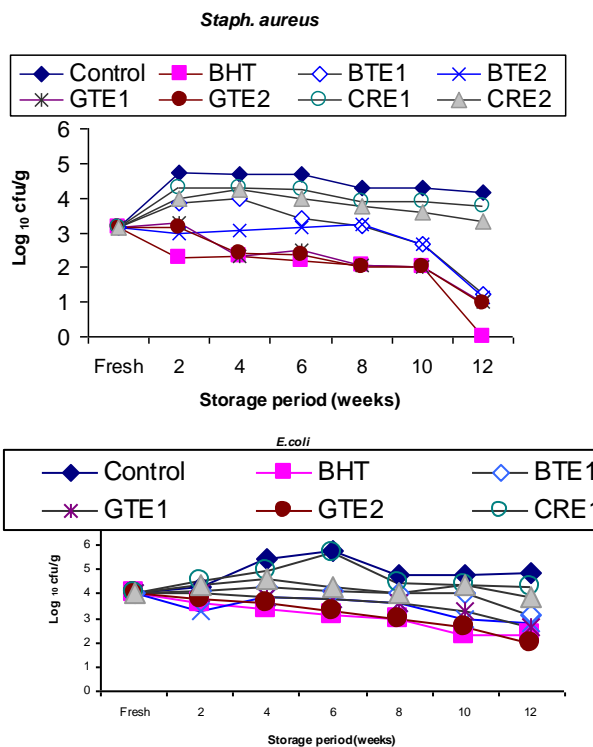 Staph. aureus
Control BHT BTE1 BTE2
GTE1 GTE2 CRE1 CRE2
6
5
4
3
2
1
0
Log 10 cfu/g
Fresh 2 4 6 8 10 12
Storage period (weeks)
E.coli
Control BHT BTE1
GTE1 GTE2 CRE1
6
5
4
3
2
1
0
Log 10 cfu/g
Fresh 2 4 6 8 10 12
Storage period(weeks)